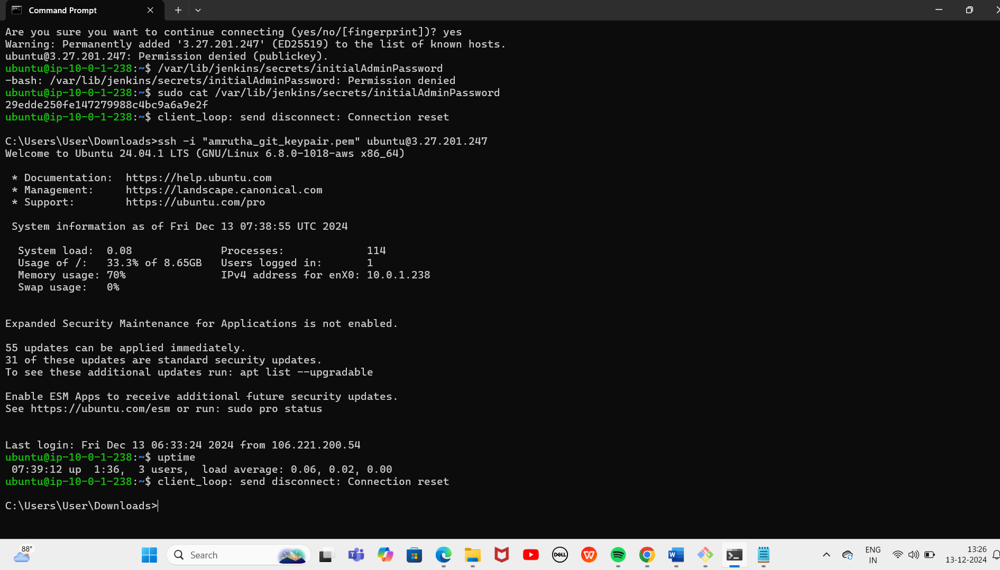 Command Prompt
Are you sure you want to continue connecting (yes/no/[fingerprint])? yes
Warning: Permanently added '3.27.201.247' (ED25519) to the list of known hosts.
ubuntu@3.27.201.247: Permission denied (publickey).
ubuntu@ip-10-0-1-238:~$ /var/lib/jenkins/secrets/initialAdminPassword
-bash: /var/lib/jenkins/secrets/initialAdminPassword: Permission denied
ubuntu@ip-10-0-1-238:~$ sudo cat /var/lib/jenkins/secrets/initialAdminPassword
29edde250fe147279988c4bc9a6a9e2f
ubuntu@ip-10-0-1-238:~$ client_loop: send disconnect: Connection reset
C:\Users\User\Downloads>ssh -i "amrutha_git_keypair.pem" ubuntu@3.27.201.247
Welcome to Ubuntu 24.04.1 LTS (GNU/Linux 6.8.0-1018-aws x86_64)
* Documentation: https://help.ubuntu.com
* Management: https://landscape.canonical.com
* Support: https://ubuntu.com/pro
System information as of Fri Dec 13 07:38:55 UTC 2024
System load: 0.08 Processes: 114
Usage of /: 33.3% of 8.65GB Users logged in: 1
Memory usage: 70% IPv4 address for enX0: 10.0.1.238
Swap usage: 0%
Expanded Security Maintenance for Applications is not enabled.
55 updates can be applied immediately.
31 of these updates are standard security updates.
To see these additional updates run: apt list --upgradable
Enable ESM Apps to receive additional future security updates.
See https://ubuntu.com/esm or run: sudo pro status
Last login: Fri Dec 13 06:33:24 2024 from 106.221.200.54
ubuntu@ip-10-0-1-238:~$ uptime
07:39:12 up 1:36, 3 users, load average: 0.06, 0.02, 0.00
ubuntu@ip-10-0-1-238:~$ client_loop: send disconnect: Connection reset
C:\Users\User\Downloads>
88°
Search
DELL
ENG
IN
13:26
13-12-2024